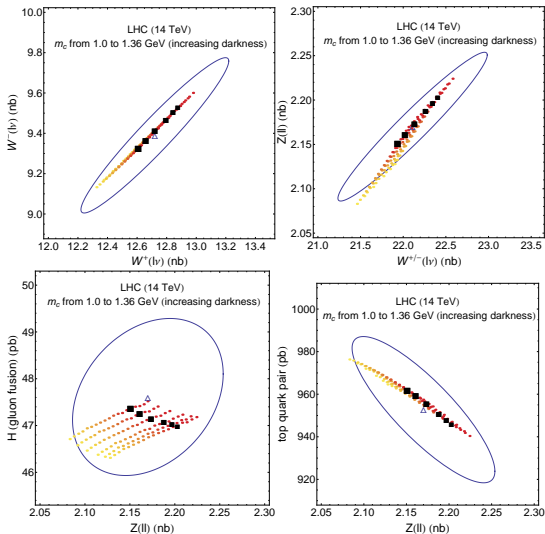 LHC (14 TeV)
m_c from 1.0 to 1.36 GeV (increasing darkness)
W⁻(lν) (nb)
10.0
9.8
9.6
9.4
9.2
9.0
12.0 12.2 12.4 12.6 12.8 13.0 13.2 13.4
W⁺(lν) (nb)
LHC (14 TeV)
m_c from 1.0 to 1.36 GeV (increasing darkness)
Z(ll) (nb)
2.30
2.25
2.20
2.15
2.10
2.05
21.0 21.5 22.0 22.5 23.0 23.5
W⁺/⁻(lν) (nb)
LHC (14 TeV)
m_c from 1.0 to 1.36 GeV (increasing darkness)
H (gluon fusion) (pb)
50
49
48
47
46
2.05 2.10 2.15 2.20 2.25 2.30
Z(ll) (nb)
LHC (14 TeV)
m_c from 1.0 to 1.36 GeV (increasing darkness)
top quark pair (pb)
1000
980
960
940
920
2.05 2.10 2.15 2.20 2.25 2.30
Z(ll) (nb)